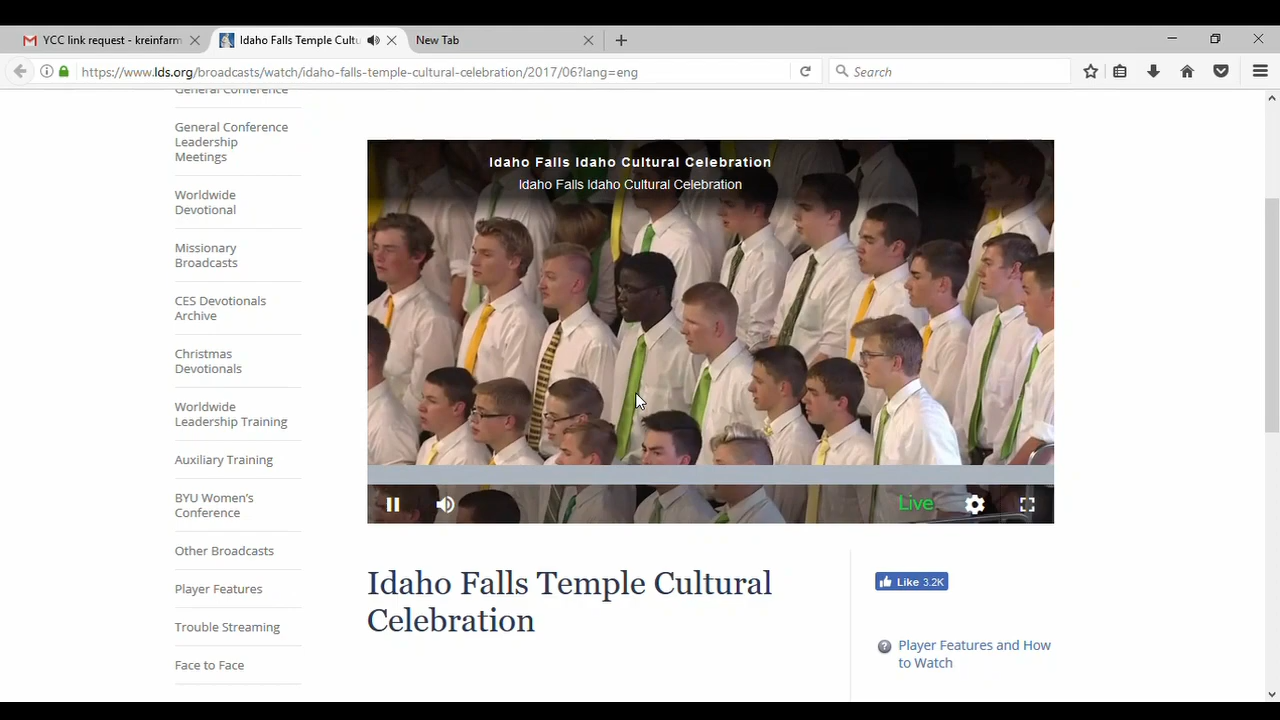 YCC link request - kreinfarm
Idaho Falls Temple Cultu
New Tab
https://www.lds.org/broadcasts/watch/idaho-falls-temple-cultural-celebration/2017/06?lang=eng
Search
General Conference
General Conference
Leadership
Meetings
Worldwide
Devotional
Missionary
Broadcasts
CES Devotionals
Archive
Christmas
Devotionals
Worldwide
Leadership Training
Auxiliary Training
BYU Women's
Conference
Other Broadcasts
Player Features
Trouble Streaming
Face to Face
Idaho Falls Idaho Cultural Celebration
Idaho Falls Idaho Cultural Celebration
Live
Idaho Falls Temple Cultural
Celebration
Like 3.2K
Player Features and How
to Watch